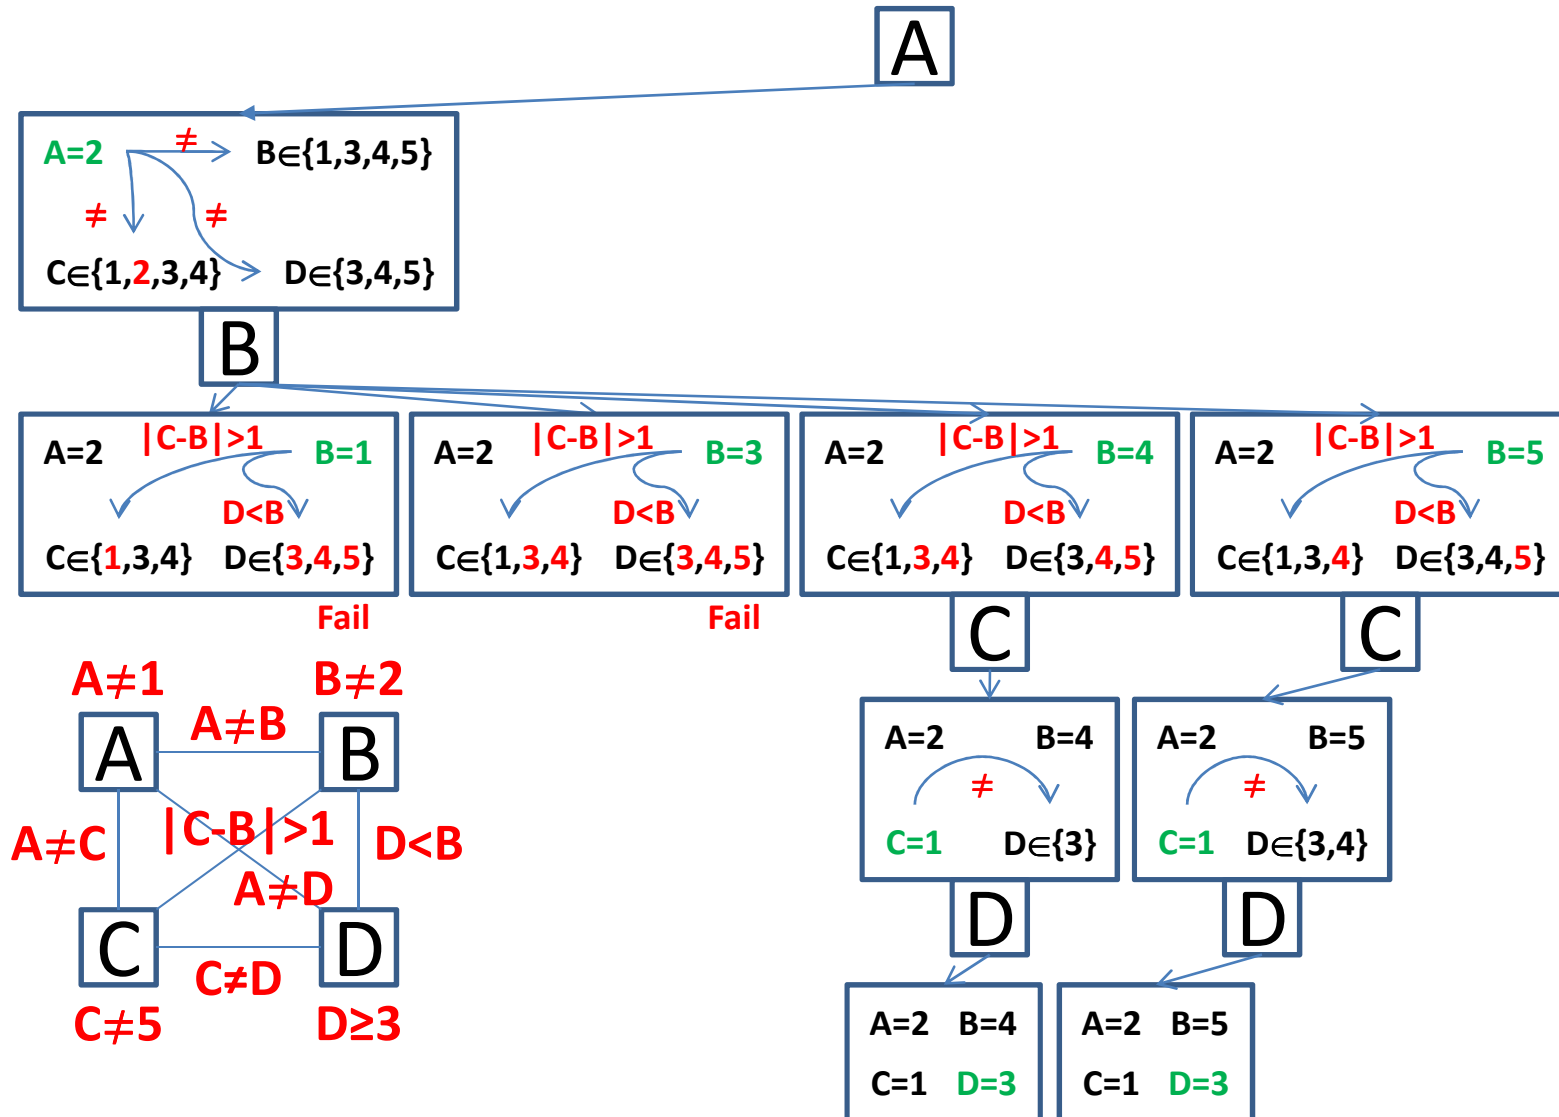 A
A=2 ≠ B∈{1,3,4,5}
≠ ≠
C∈{1,2,3,4} D∈{3,4,5}
B
A=2 |C-B|>1 B=1
D<B
C∈{1,3,4} D∈{3,4,5}
Fail
A=2 |C-B|>1 B=3
D<B
C∈{1,3,4} D∈{3,4,5}
Fail
A=2 |C-B|>1 B=4
D<B
C∈{1,3,4} D∈{3,4,5}
C
A=2 |C-B|>1 B=5
D<B
C∈{1,3,4} D∈{3,4,5}
C
A≠1 B≠2
A≠B
A B
A≠C |C-B|>1 D<B
A≠D
C D
C≠D
C≠5 D≥3
A=2 B=4
≠
C=1 D∈{3}
D
A=2 B=5
≠
C=1 D∈{3,4}
D
A=2 B=4
C=1 D=3
A=2 B=5
C=1 D=3